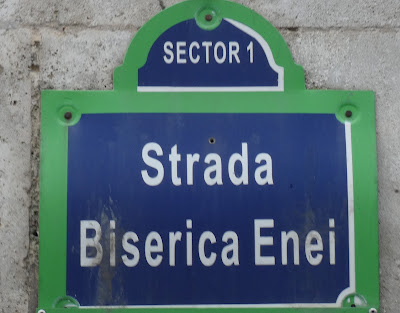 SECTOR 1
Strada
Biserica Enei